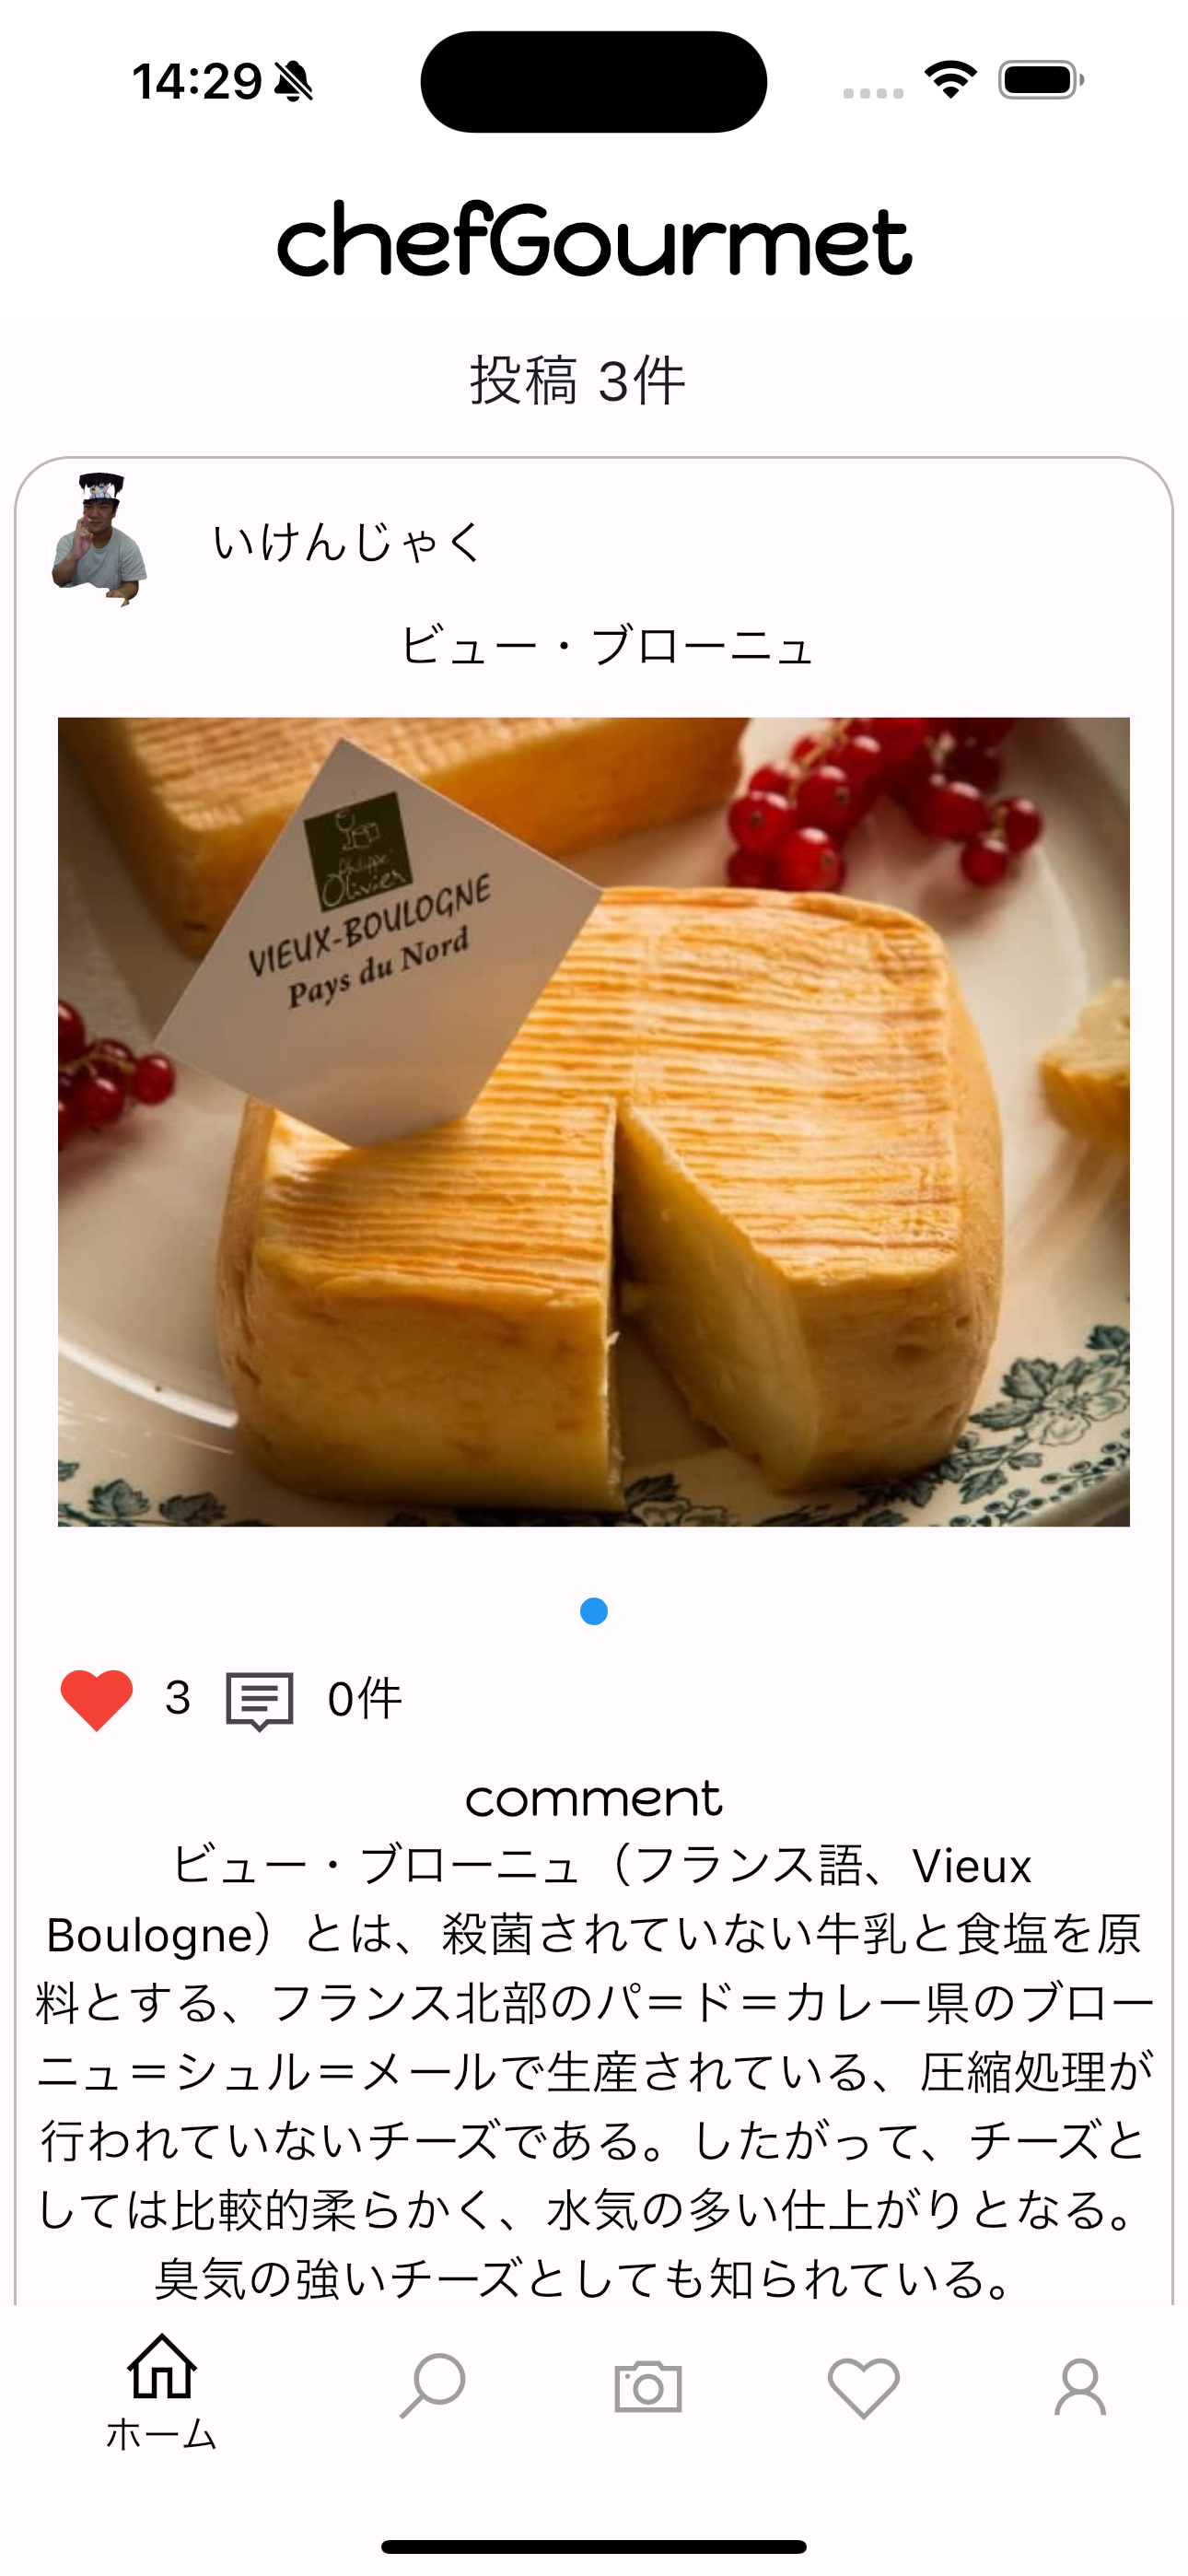 14:29
chefGourmet
投稿 3件
いけんじゃく
ビュー・ブローニュ
Philippe
Olivier
VIEUX-BOULOGNE
Pays du Nord
3 0件
comment
ビュー・ブローニュ（フランス語、Vieux
Boulogne）とは、殺菌されていない牛乳と食塩を原
料とする、フランス北部のパ＝ド＝カレー県のブロー
ニュ＝シュル＝メールで生産されている、圧縮処理が
行われていないチーズである。したがって、チーズと
しては比較的柔らかく、水気の多い仕上がりとなる。
臭気の強いチーズとしても知られている。
ホーム